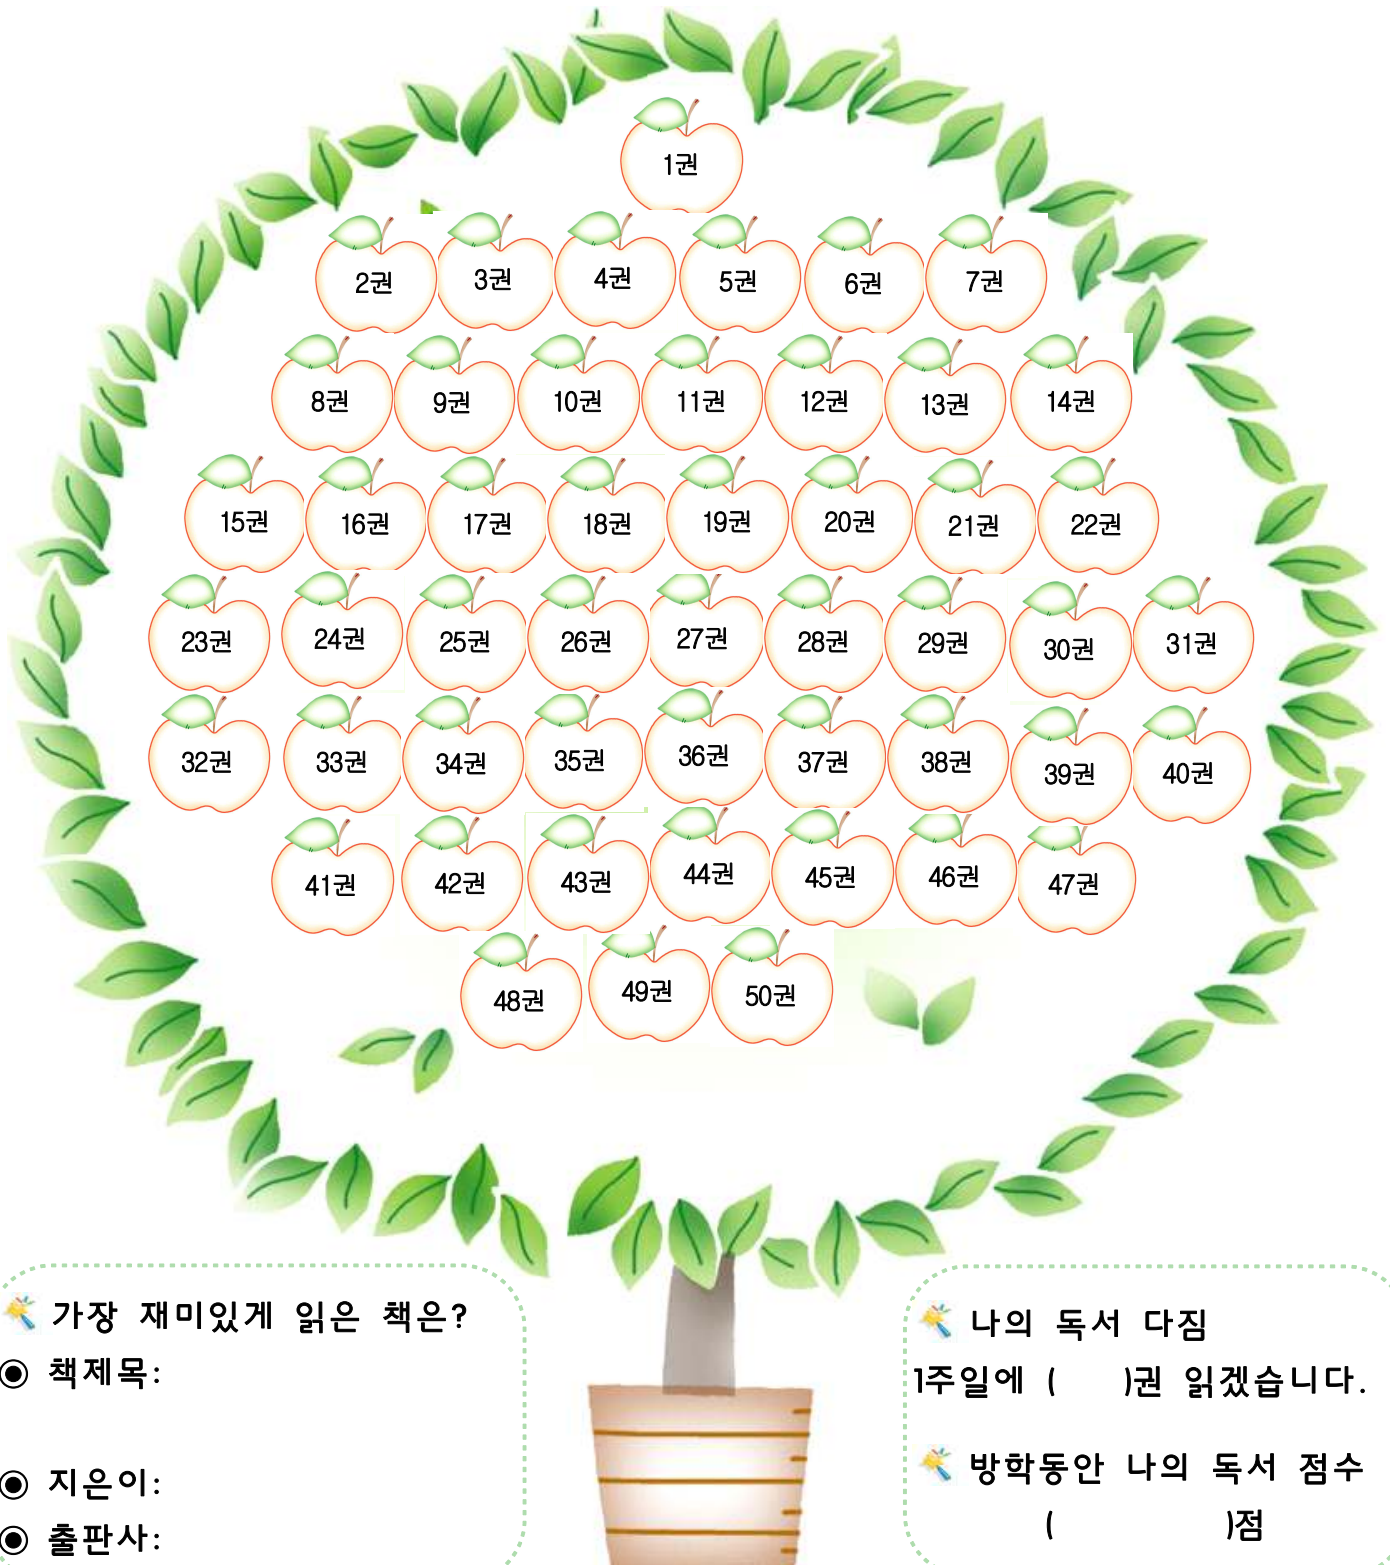 1권
2권 3권 4권 5권 6권 7권
8권 9권 10권 11권 12권 13권 14권
15권 16권 17권 18권 19권 20권 21권 22권
23권 24권 25권 26권 27권 28권 29권 30권 31권
32권 33권 34권 35권 36권 37권 38권 39권 40권
41권 42권 43권 44권 45권 46권 47권
48권 49권 50권
가장 재미있게 읽은 책은?
◉ 책제목:
◉ 지은이:
◉ 출판사:
나의 독서 다짐
1주일에 ( )권 읽겠습니다.
방학동안 나의 독서 점수
( )점